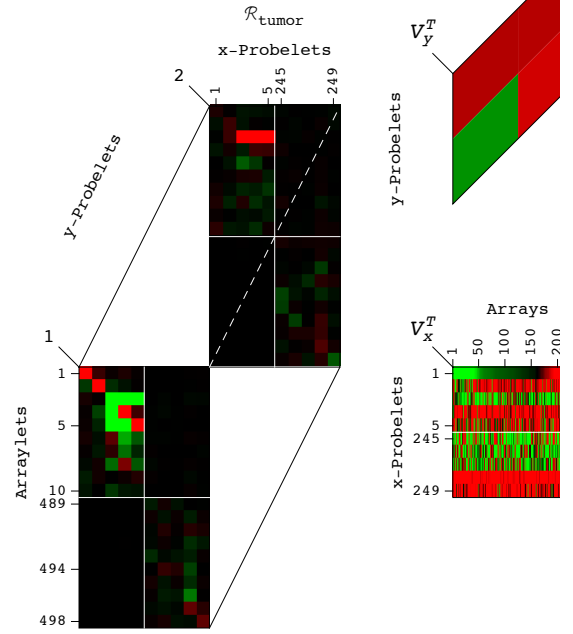 𝓡tumor
x-Probelets
1 5 245 249
2
y-Probelets
1
Arraylets
1
5
10
489
494
498
V_y^T
y-Probelets
V_x^T
Arrays
1 50 100 150 200
x-Probelets
1
5
245
249